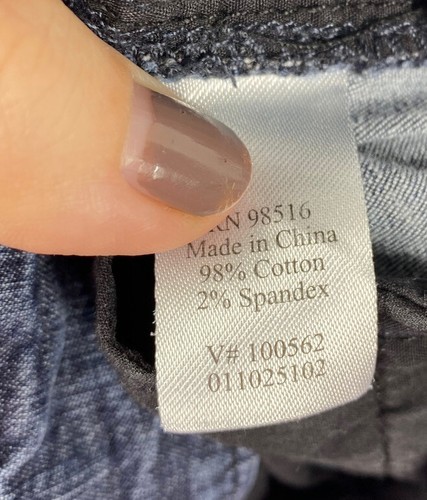 RN 98516
Made in China
98% Cotton
2% Spandex
V# 100562
011025102